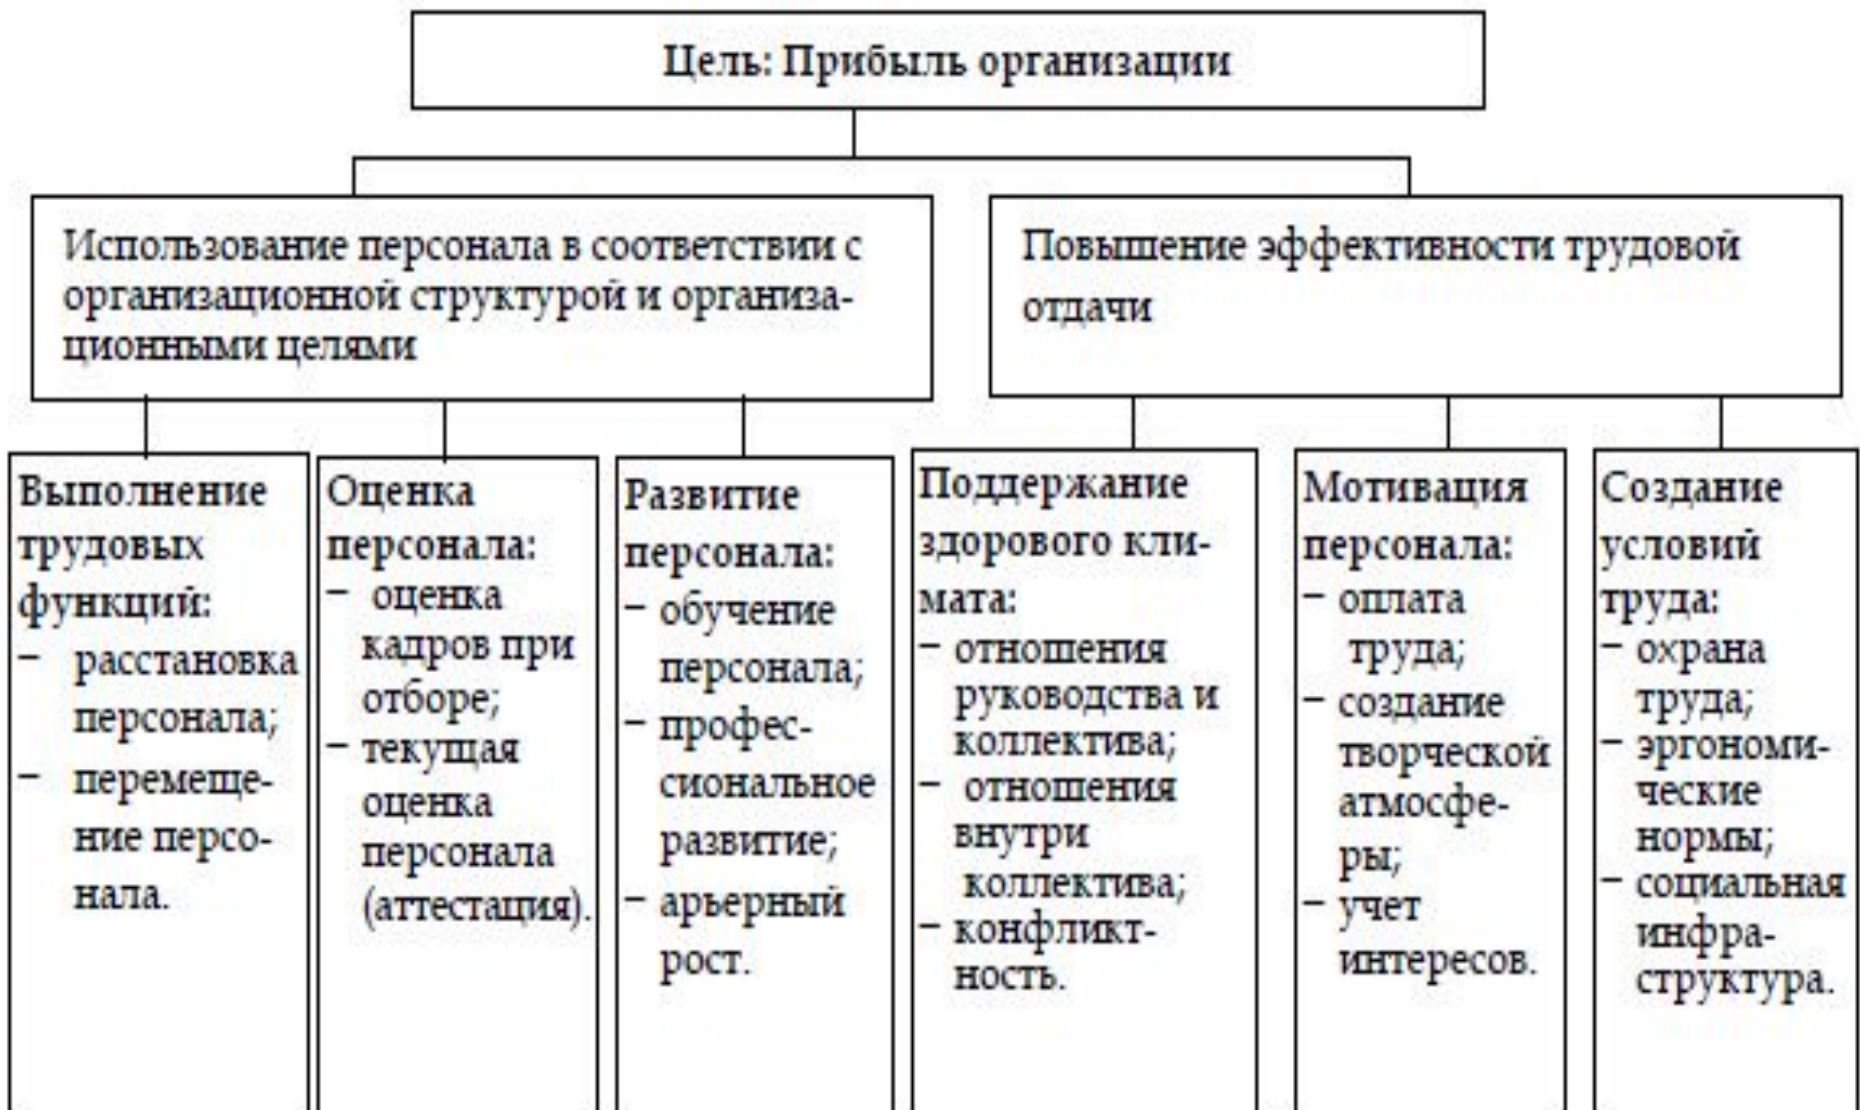 Цель: Прибыль организации
Использование персонала в соответствии с
организационной структурой и организа-
ционными целями
Повышение эффективности трудовой
отдачи
Выполнение
трудовых
функций:
– расстановка
персонала;
– перемеще-
ние персо-
нала.
Оценка
персонала:
– оценка
кадров при
отборе;
– текущая
оценка
персонала
(аттестация).
Развитие
персонала:
– обучение
персонала;
– профес-
сиональное
развитие;
– арьерный
рост.
Поддержание
здорового кли-
мата:
– отношения
руководства и
коллектива;
– отношения
внутри
коллектива;
– конфликт-
ность.
Мотивация
персонала:
– оплата
труда;
– создание
творческой
атмосфе-
ры;
– учет
интересов.
Создание
условий
труда:
– охрана
труда;
– эргономи-
ческие
нормы;
– социальная
инфра-
структура.